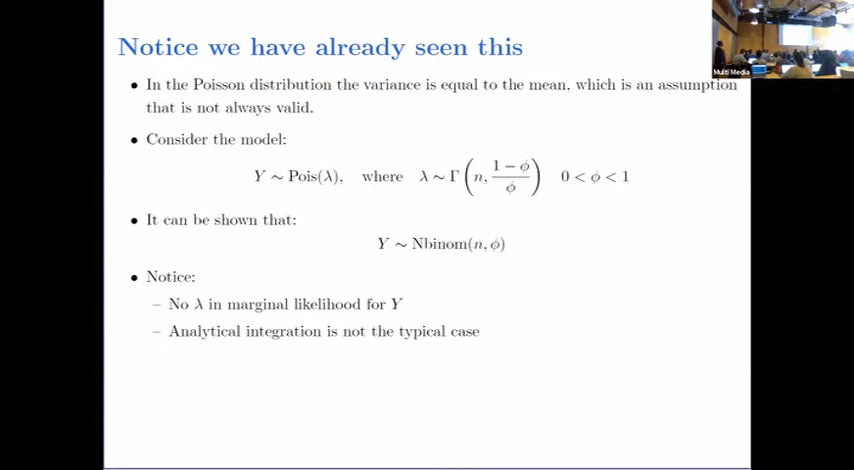 Notice we have already seen this
• In the Poisson distribution the variance is equal to the mean, which is an assumption
that is not always valid.
• Consider the model:
Y ∼ Pois(λ), where λ ∼ Γ(n, (1 − φ)/φ) 0 < φ < 1
• It can be shown that:
Y ∼ Nbinom(n, φ)
• Notice:
– No λ in marginal likelihood for Y
– Analytical integration is not the typical case
Multi Media